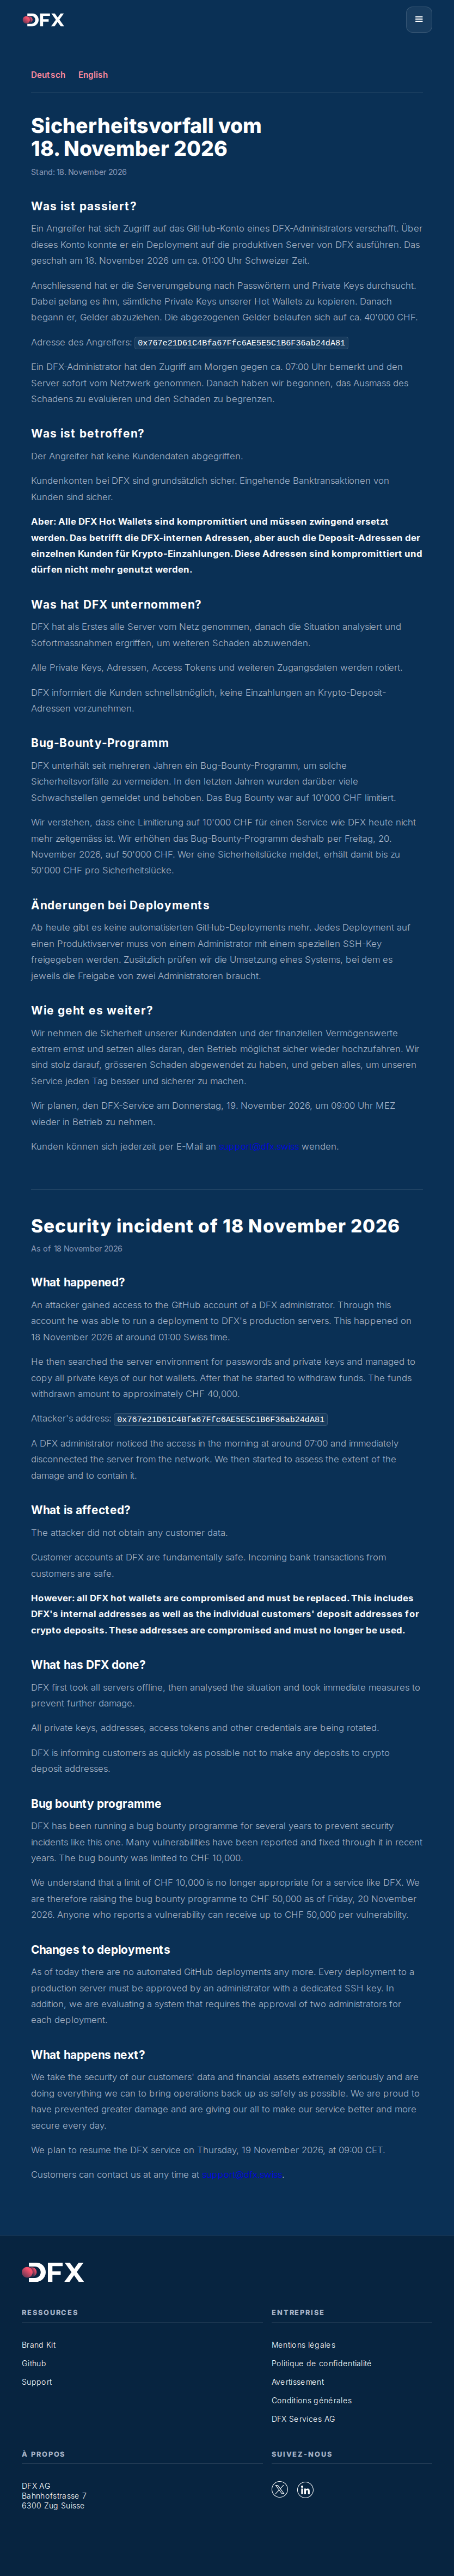 DFX
Deutsch English
Sicherheitsvorfall vom
18. November 2026
Stand: 18. November 2026
Was ist passiert?
Ein Angreifer hat sich Zugriff auf das GitHub-Konto eines DFX-Administrators verschafft. Über
dieses Konto konnte er ein Deployment auf die produktiven Server von DFX ausführen. Das
geschah am 18. November 2026 um ca. 01:00 Uhr Schweizer Zeit.
Anschliessend hat er die Serverumgebung nach Passwörtern und Private Keys durchsucht.
Dabei gelang es ihm, sämtliche Private Keys unserer Hot Wallets zu kopieren. Danach
begann er, Gelder abzuziehen. Die abgezogenen Gelder belaufen sich auf ca. 40'000 CHF.
Adresse des Angreifers: 0x767e21D61C4Bfa67Ffc6AE5E5C1B6F36ab24dA81
Ein DFX-Administrator hat den Zugriff am Morgen gegen ca. 07:00 Uhr bemerkt und den
Server sofort vom Netzwerk genommen. Danach haben wir begonnen, das Ausmass des
Schadens zu evaluieren und den Schaden zu begrenzen.
Was ist betroffen?
Der Angreifer hat keine Kundendaten abgegriffen.
Kundenkonten bei DFX sind grundsätzlich sicher. Eingehende Banktransaktionen von
Kunden sind sicher.
Aber: Alle DFX Hot Wallets sind kompromittiert und müssen zwingend ersetzt
werden. Das betrifft die DFX-internen Adressen, aber auch die Deposit-Adressen der
einzelnen Kunden für Krypto-Einzahlungen. Diese Adressen sind kompromittiert und
dürfen nicht mehr genutzt werden.
Was hat DFX unternommen?
DFX hat als Erstes alle Server vom Netz genommen, danach die Situation analysiert und
Sofortmassnahmen ergriffen, um weiteren Schaden abzuwenden.
Alle Private Keys, Adressen, Access Tokens und weiteren Zugangsdaten werden rotiert.
DFX informiert die Kunden schnellstmöglich, keine Einzahlungen an Krypto-Deposit-
Adressen vorzunehmen.
Bug-Bounty-Programm
DFX unterhält seit mehreren Jahren ein Bug-Bounty-Programm, um solche
Sicherheitsvorfälle zu vermeiden. In den letzten Jahren wurden darüber viele
Schwachstellen gemeldet und behoben. Das Bug Bounty war auf 10'000 CHF limitiert.
Wir verstehen, dass eine Limitierung auf 10'000 CHF für einen Service wie DFX heute nicht
mehr zeitgemäss ist. Wir erhöhen das Bug-Bounty-Programm deshalb per Freitag, 20.
November 2026, auf 50'000 CHF. Wer eine Sicherheitslücke meldet, erhält damit bis zu
50'000 CHF pro Sicherheitslücke.
Änderungen bei Deployments
Ab heute gibt es keine automatisierten GitHub-Deployments mehr. Jedes Deployment auf
einen Produktivserver muss von einem Administrator mit einem speziellen SSH-Key
freigegeben werden. Zusätzlich prüfen wir die Umsetzung eines Systems, bei dem es
jeweils die Freigabe von zwei Administratoren braucht.
Wie geht es weiter?
Wir nehmen die Sicherheit unserer Kundendaten und der finanziellen Vermögenswerte
extrem ernst und setzen alles daran, den Betrieb möglichst sicher wieder hochzufahren. Wir
sind stolz darauf, grösseren Schaden abgewendet zu haben, und geben alles, um unseren
Service jeden Tag besser und sicherer zu machen.
Wir planen, den DFX-Service am Donnerstag, 19. November 2026, um 09:00 Uhr MEZ
wieder in Betrieb zu nehmen.
Kunden können sich jederzeit per E-Mail an wenden.
Security incident of 18 November 2026
As of 18 November 2026
What happened?
An attacker gained access to the GitHub account of a DFX administrator. Through this
account he was able to run a deployment to DFX's production servers. This happened on
18 November 2026 at around 01:00 Swiss time.
He then searched the server environment for passwords and private keys and managed to
copy all private keys of our hot wallets. After that he started to withdraw funds. The funds
withdrawn amount to approximately CHF 40,000.
Attacker's address: 0x767e21D61C4Bfa67Ffc6AE5E5C1B6F36ab24dA81
A DFX administrator noticed the access in the morning at around 07:00 and immediately
disconnected the server from the network. We then started to assess the extent of the
damage and to contain it.
What is affected?
The attacker did not obtain any customer data.
Customer accounts at DFX are fundamentally safe. Incoming bank transactions from
customers are safe.
However: all DFX hot wallets are compromised and must be replaced. This includes
DFX's internal addresses as well as the individual customers' deposit addresses for
crypto deposits. These addresses are compromised and must no longer be used.
What has DFX done?
DFX first took all servers offline, then analysed the situation and took immediate measures to
prevent further damage.
All private keys, addresses, access tokens and other credentials are being rotated.
DFX is informing customers as quickly as possible not to make any deposits to crypto
deposit addresses.
Bug bounty programme
DFX has been running a bug bounty programme for several years to prevent security
incidents like this one. Many vulnerabilities have been reported and fixed through it in recent
years. The bug bounty was limited to CHF 10,000.
We understand that a limit of CHF 10,000 is no longer appropriate for a service like DFX. We
are therefore raising the bug bounty programme to CHF 50,000 as of Friday, 20 November
2026. Anyone who reports a vulnerability can receive up to CHF 50,000 per vulnerability.
Changes to deployments
As of today there are no automated GitHub deployments any more. Every deployment to a
production server must be approved by an administrator with a dedicated SSH key. In
addition, we are evaluating a system that requires the approval of two administrators for
each deployment.
What happens next?
We take the security of our customers' data and financial assets extremely seriously and are doing
everything we can to bring operations back up as safely as possible. We are proud to
have prevented greater damage and are giving our all to make our service better and more
secure every day.
We plan to resume the DFX service on Thursday, 19 November 2026, at 09:00 CET.
Customers can contact us at any time at .
DFX
RESSOURCES
Brand Kit
Github
Support
ENTREPRISE
Mentions légales
Politique de confidentialité
Avertissement
Conditions générales
DFX Services AG
À PROPOS
DFX AG
Bahnhofstrasse 7
6300 Zug Suisse
SUIVEZ-NOUS